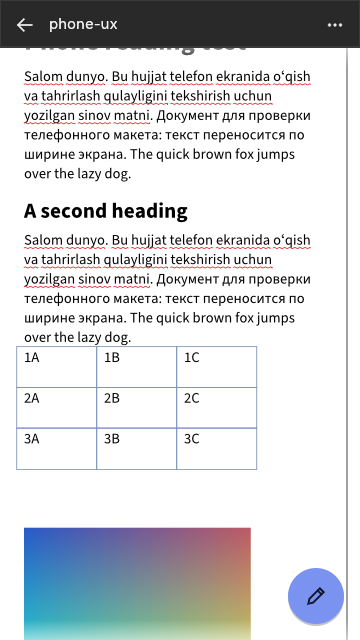 phone-ux
Phone reading test
Salom dunyo. Bu hujjat telefon ekranida oʻqish
va tahrirlash qulayligini tekshirish uchun
yozilgan sinov matni. Документ для проверки
телефонного макета: текст переносится по
ширине экрана. The quick brown fox jumps
over the lazy dog.
A second heading
Salom dunyo. Bu hujjat telefon ekranida oʻqish
va tahrirlash qulayligini tekshirish uchun
yozilgan sinov matni. Документ для проверки
телефонного макета: текст переносится по
ширине экрана. The quick brown fox jumps
over the lazy dog.
1A 1B 1C
2A 2B 2C
3A 3B 3C